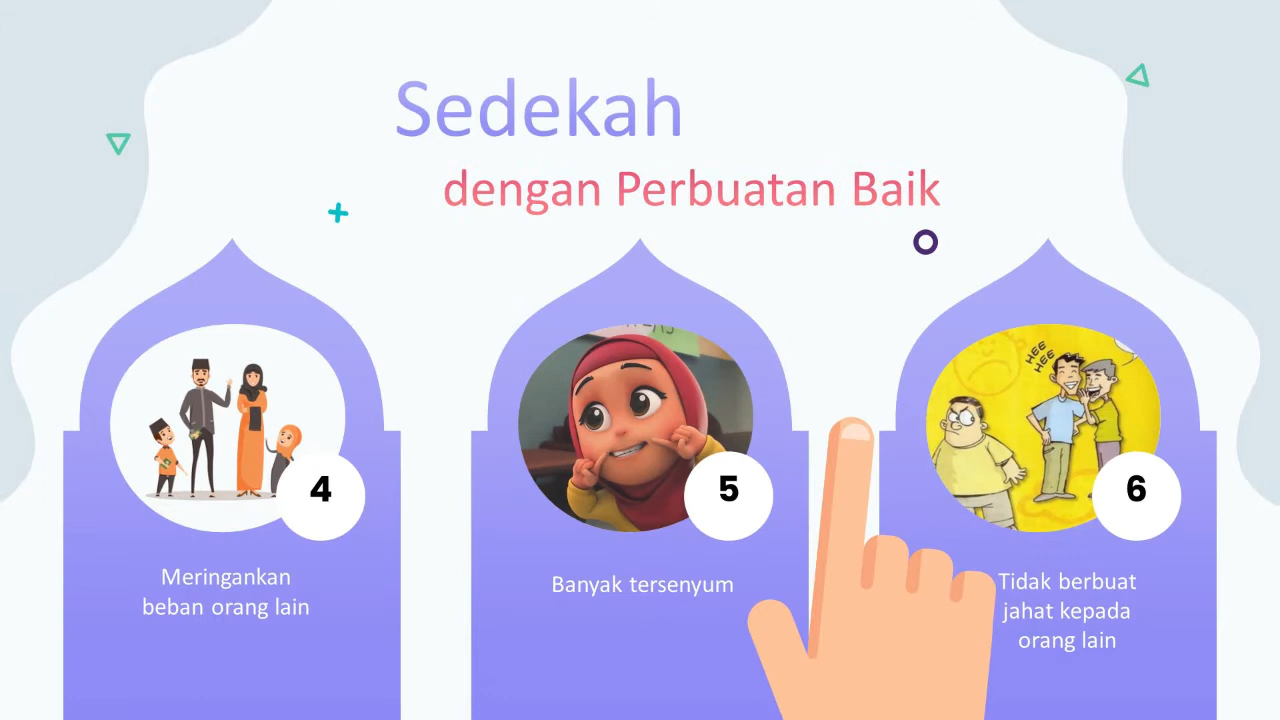 Sedekah
dengan Perbuatan Baik
HEE
HEE
4
5
6
Meringankan
beban orang lain
Banyak tersenyum
Tidak berbuat
jahat kepada
orang lain